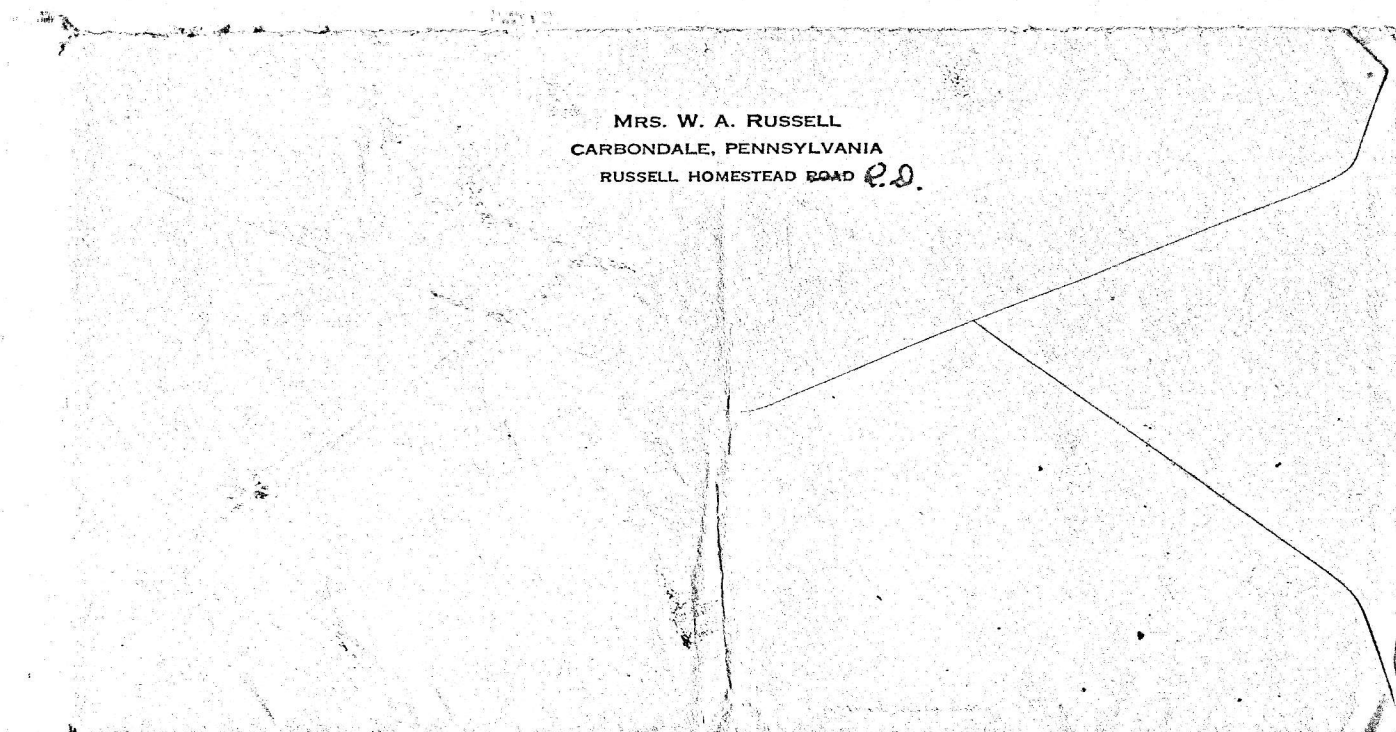 MRS. W. A. RUSSELL
CARBONDALE, PENNSYLVANIA
RUSSELL HOMESTEAD ROAD R.D.